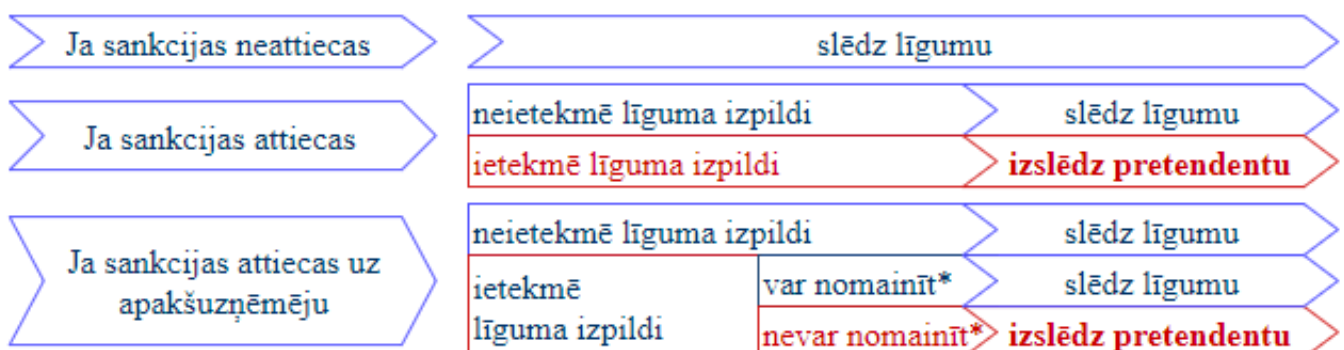 Ja sankcijas neattiecas
slēdz līgumu
Ja sankcijas attiecas
neietekmē līguma izpildi
slēdz līgumu
ietekmē līguma izpildi
izslēdz pretendentu
Ja sankcijas attiecas uz
apakšuzņēmēju
neietekmē līguma izpildi
slēdz līgumu
ietekmē
līguma izpildi
var nomainīt*
slēdz līgumu
nevar nomainīt*
izslēdz pretendentu